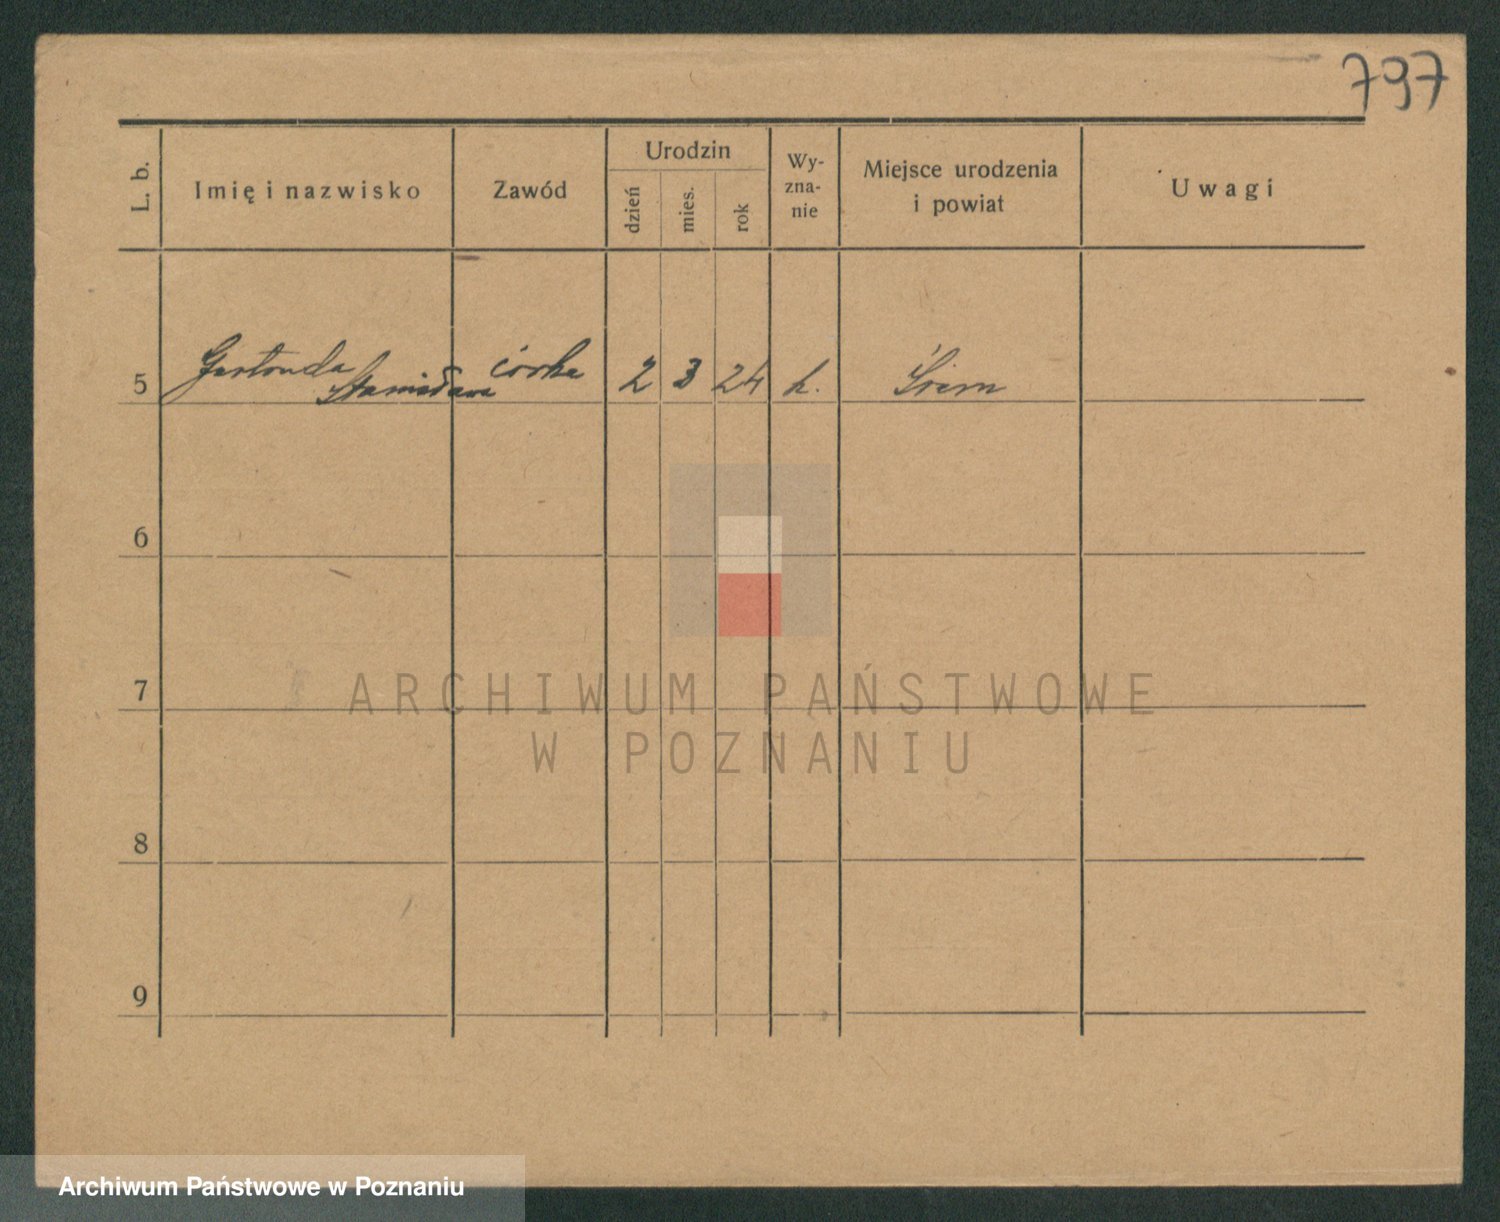 797
L. b.
Imię i nazwisko
Zawód
Urodzin
dzień
mies.
rok
Wy-
zna-
nie
Miejsce urodzenia
i powiat
Uwagi
5 Gertruda córka 2 3 24 k. Śrem
Stanisława
6
7
8
9
ARCHIWUM PAŃSTWOWE
W POZNANIU
Archiwum Państwowe w Poznaniu